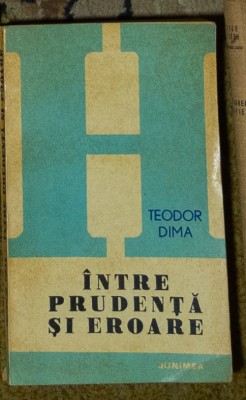 TEODOR
DIMA
ÎNTRE
PRUDENȚĂ
ȘI EROARE
JUNIMEA